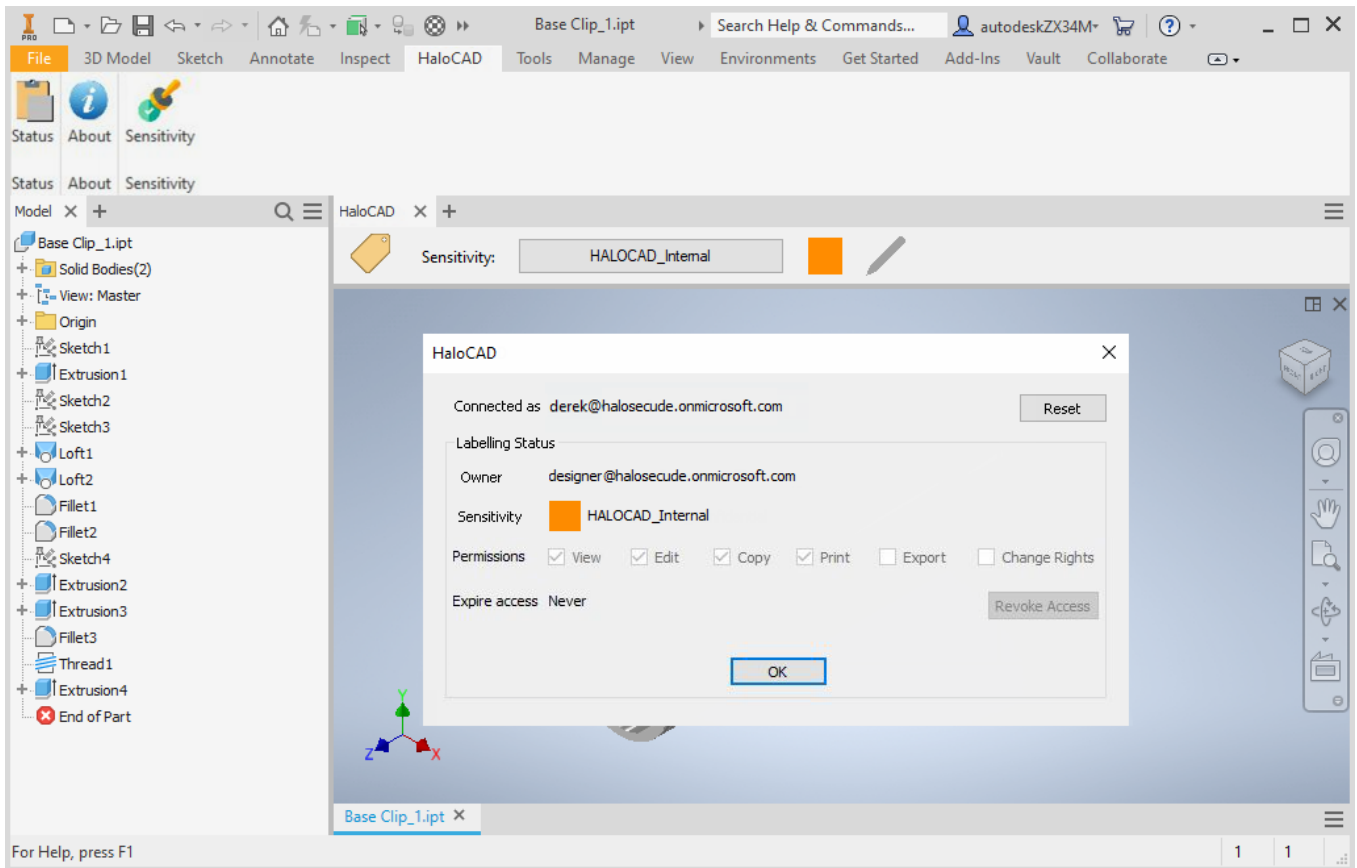 PRO
Base Clip_1.ipt
Search Help & Commands...
autodeskZX34M
?
File 3D Model Sketch Annotate Inspect HaloCAD Tools Manage View Environments Get Started Add-Ins Vault Collaborate
Status About Sensitivity
Status About Sensitivity
Model
Base Clip_1.ipt
Solid Bodies(2)
View: Master
Origin
Sketch1
Extrusion1
Sketch2
Sketch3
Loft1
Loft2
Fillet1
Fillet2
Sketch4
Extrusion2
Extrusion3
Fillet3
Thread1
Extrusion4
End of Part
HaloCAD
Sensitivity: HALOCAD_Internal
HaloCAD
Connected as derek@halosecude.onmicrosoft.com Reset
Labelling Status
Owner designer@halosecude.onmicrosoft.com
Sensitivity HALOCAD_Internal
Permissions View Edit Copy Print Export Change Rights
Expire access Never Revoke Access
OK
Y
Z X
Base Clip_1.ipt
For Help, press F1 1 1